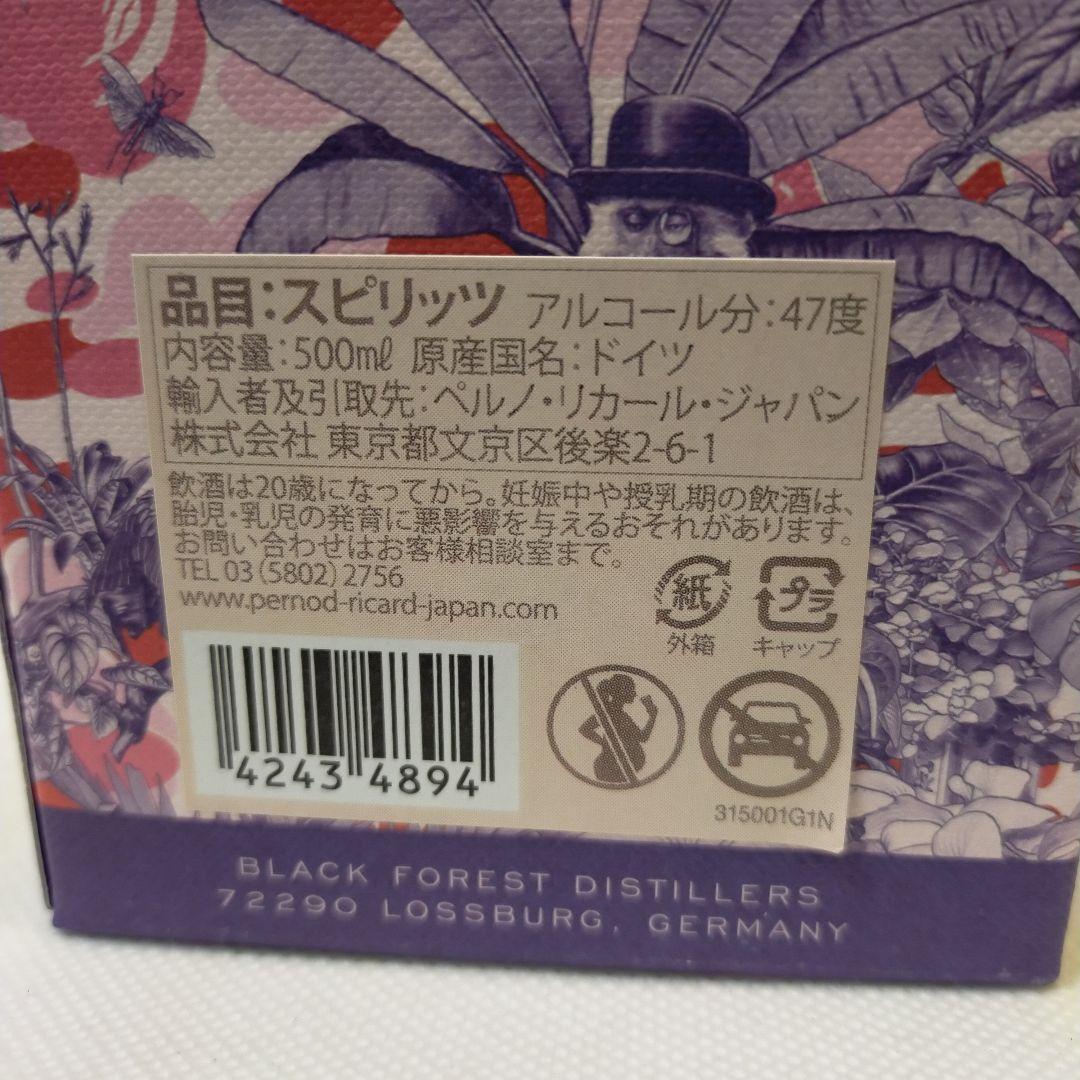 品目:スピリッツ アルコール分:47度
内容量:500mℓ 原産国名:ドイツ
輸入者及引取先:ペルノ・リカール・ジャパン
株式会社 東京都文京区後楽2-6-1
飲酒は20歳になってから。妊娠中や授乳期の飲酒は、
胎児・乳児の発育に悪影響を与えるおそれがあります。
お問い合わせはお客様相談室まで。
TEL 03(5802)2756
www.pernod-ricard-japan.com
紙 プラ
外箱 キャップ
4243 4894
315001G1N
BLACK FOREST DISTILLERS
72290 LOSSBURG, GERMANY